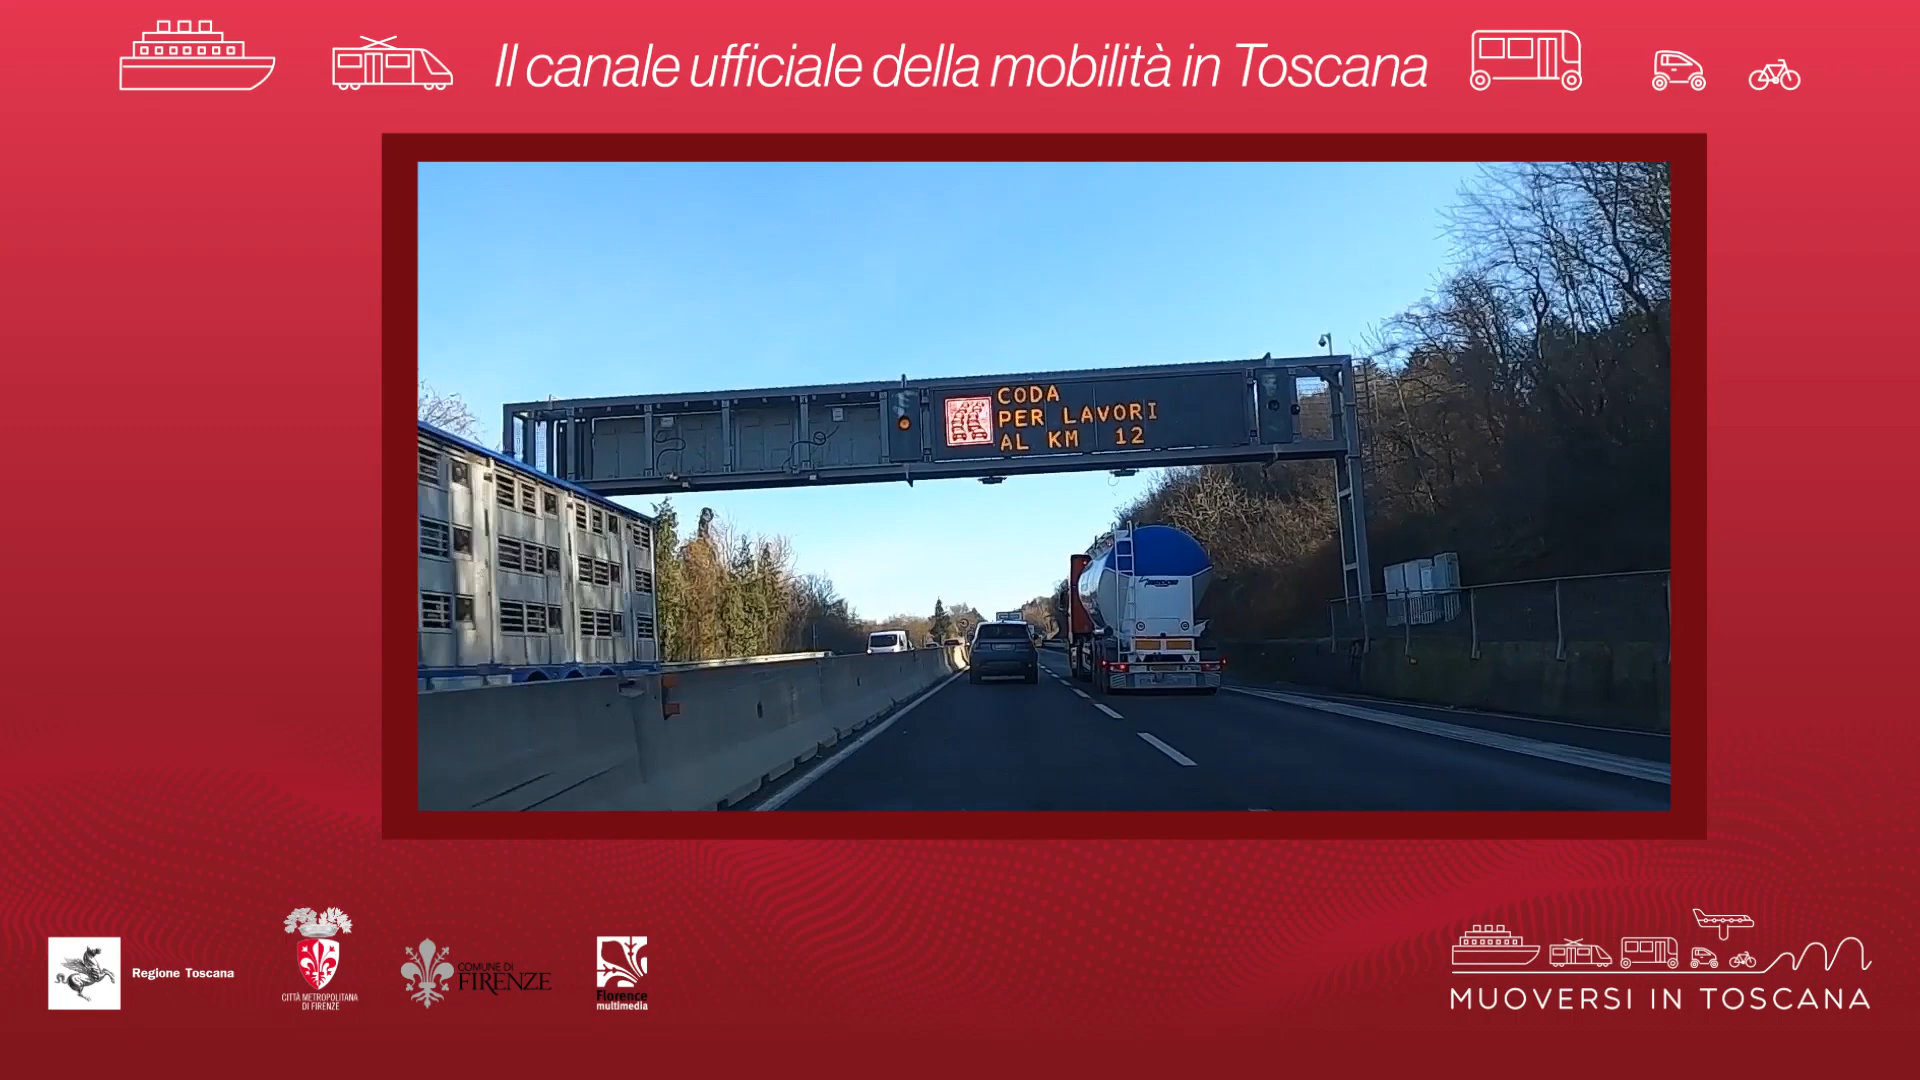 Il canale ufficiale della mobilità in Toscana
CODA
PER LAVORI
AL KM 12
Regione Toscana
CITTÀ METROPOLITANA
DI FIRENZE
COMUNE DI
FIRENZE
Florence
multimedia
MUOVERSI IN TOSCANA